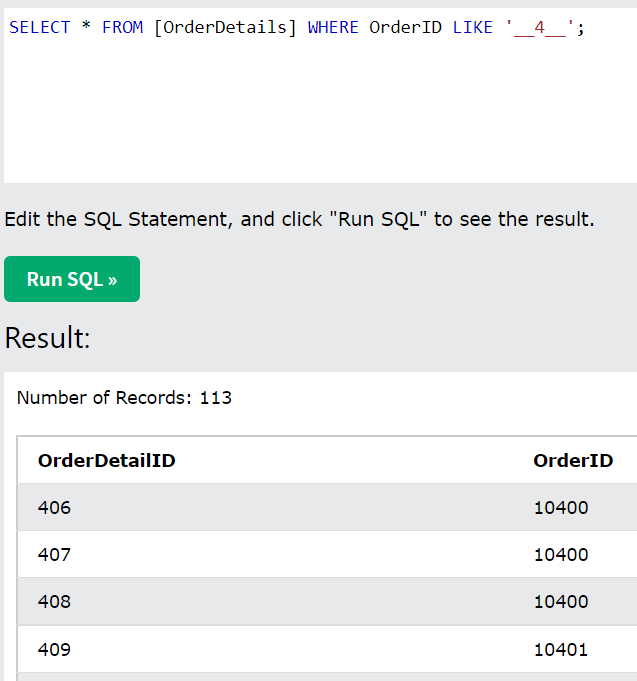 SELECT * FROM [OrderDetails] WHERE OrderID LIKE '__4__';
Edit the SQL Statement, and click "Run SQL" to see the result.
Run SQL »
Result:
Number of Records: 113
OrderDetailID OrderID
406 10400
407 10400
408 10400
409 10401